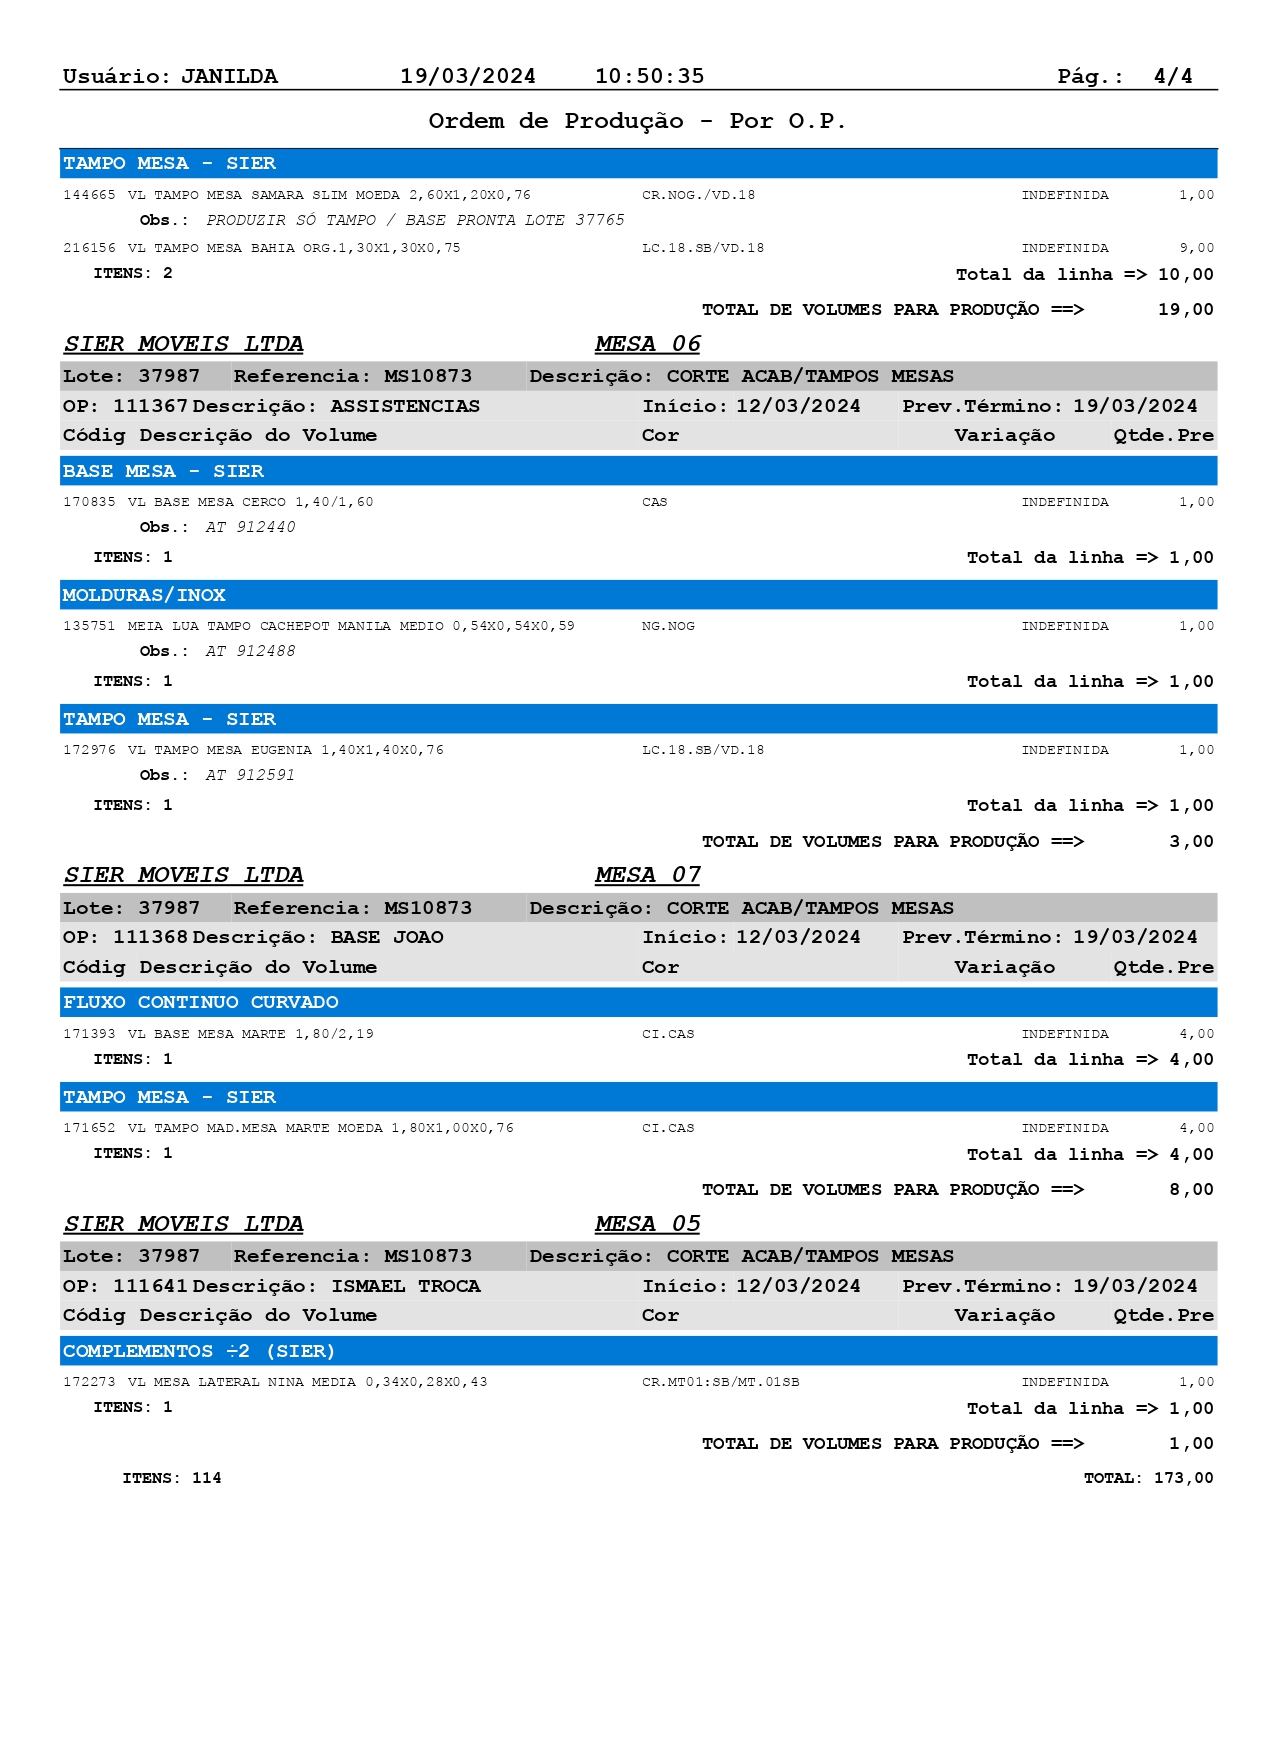 Usuário: JANILDA 19/03/2024 10:50:35 Pág.: 4/4
Ordem de Produção - Por O.P.
TAMPO MESA - SIER
144665 VL TAMPO MESA SAMARA SLIM MOEDA 2,60X1,20X0,76 CR.NOG./VD.18 INDEFINIDA 1,00
Obs.: PRODUZIR SÓ TAMPO / BASE PRONTA LOTE 37765
216156 VL TAMPO MESA BAHIA ORG.1,30X1,30X0,75 LC.18.SB/VD.18 INDEFINIDA 9,00
ITENS: 2 Total da linha => 10,00
TOTAL DE VOLUMES PARA PRODUÇÃO ==> 19,00
SIER MOVEIS LTDA MESA 06
Lote: 37987 Referencia: MS10873 Descrição: CORTE ACAB/TAMPOS MESAS
OP: 111367 Descrição: ASSISTENCIAS Início: 12/03/2024 Prev.Término: 19/03/2024
Códig Descrição do Volume Cor Variação Qtde.Pre
BASE MESA - SIER
170835 VL BASE MESA CERCO 1,40/1,60 CAS INDEFINIDA 1,00
Obs.: AT 912440
ITENS: 1 Total da linha => 1,00
MOLDURAS/INOX
135751 MEIA LUA TAMPO CACHEPOT MANILA MEDIO 0,54X0,54X0,59 NG.NOG INDEFINIDA 1,00
Obs.: AT 912488
ITENS: 1 Total da linha => 1,00
TAMPO MESA - SIER
172976 VL TAMPO MESA EUGENIA 1,40X1,40X0,76 LC.18.SB/VD.18 INDEFINIDA 1,00
Obs.: AT 912591
ITENS: 1 Total da linha => 1,00
TOTAL DE VOLUMES PARA PRODUÇÃO ==> 3,00
SIER MOVEIS LTDA MESA 07
Lote: 37987 Referencia: MS10873 Descrição: CORTE ACAB/TAMPOS MESAS
OP: 111368 Descrição: BASE JOAO Início: 12/03/2024 Prev.Término: 19/03/2024
Códig Descrição do Volume Cor Variação Qtde.Pre
FLUXO CONTINUO CURVADO
171393 VL BASE MESA MARTE 1,80/2,19 CI.CAS INDEFINIDA 4,00
ITENS: 1 Total da linha => 4,00
TAMPO MESA - SIER
171652 VL TAMPO MAD.MESA MARTE MOEDA 1,80X1,00X0,76 CI.CAS INDEFINIDA 4,00
ITENS: 1 Total da linha => 4,00
TOTAL DE VOLUMES PARA PRODUÇÃO ==> 8,00
SIER MOVEIS LTDA MESA 05
Lote: 37987 Referencia: MS10873 Descrição: CORTE ACAB/TAMPOS MESAS
OP: 111641 Descrição: ISMAEL TROCA Início: 12/03/2024 Prev.Término: 19/03/2024
Códig Descrição do Volume Cor Variação Qtde.Pre
COMPLEMENTOS ÷2 (SIER)
172273 VL MESA LATERAL NINA MEDIA 0,34X0,28X0,43 CR.MT01:SB/MT.01SB INDEFINIDA 1,00
ITENS: 1 Total da linha => 1,00
TOTAL DE VOLUMES PARA PRODUÇÃO ==> 1,00
ITENS: 114 TOTAL: 173,00